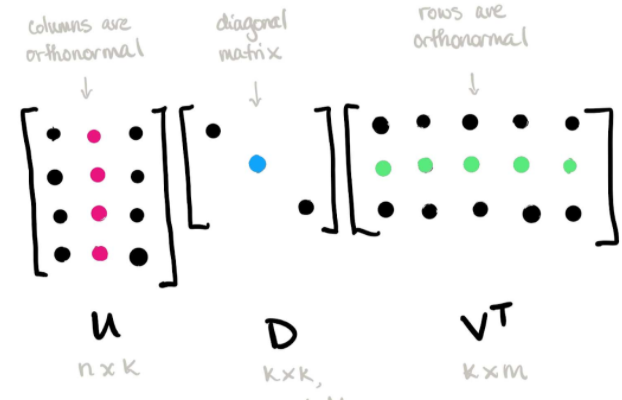 columns are
orthonormal
diagonal
matrix
rows are
orthonormal
U
D
V^T
n x k
k x k,
k x m